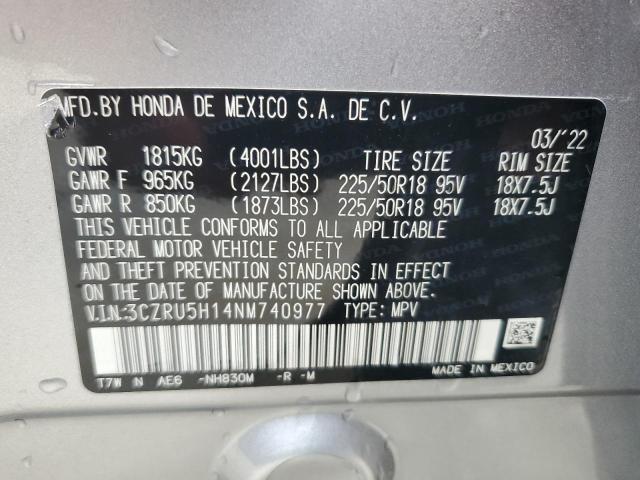 MFD.BY HONDA DE MEXICO S.A. DE C.V.
03/'22
GVWR 1815KG (4001LBS) TIRE SIZE RIM SIZE
GAWR F 965KG (2127LBS) 225/50R18 95V 18X7.5J
GAWR R 850KG (1873LBS) 225/50R18 95V 18X7.5J
THIS VEHICLE CONFORMS TO ALL APPLICABLE
FEDERAL MOTOR VEHICLE SAFETY
AND THEFT PREVENTION STANDARDS IN EFFECT
ON THE DATE OF MANUFACTURE SHOWN ABOVE.
V.I.N:3CZRU5H14NM740977 TYPE: MPV
T7W N AE6 -NH830M -R -M
MADE IN MEXICO